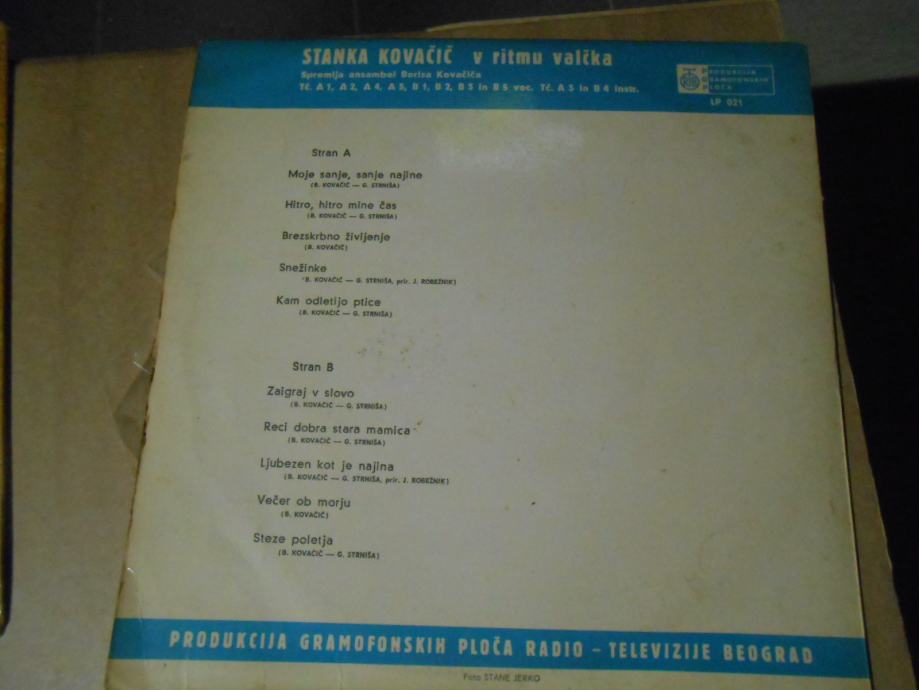 STANKA KOVAČIČ v ritmu valčka
Spremlja ansambel Borisa Kovačiča
Tč. A 1, A 2, A 4, A 5, B 1, B 2, B 3 in B 5 voc. Tč. A 3 in B 4 instr.
PGP PRODUKCIJA GRAMOFONSKIH PLOČA
LP 021
Stran A
Moje sanje, sanje najine
(B. KOVAČIČ — G. STRNIŠA)
Hitro, hitro mine čas
(B. KOVAČIČ — G. STRNIŠA)
Brezskrbno življenje
(B. KOVAČIČ)
Snežinke
(B. KOVAČIČ — G. STRNIŠA, prir. J. ROBEŽNIK)
Kam odletijo ptice
(B. KOVAČIČ — G. STRNIŠA)
Stran B
Zaigraj v slovo
(B. KOVAČIČ — G. STRNIŠA)
Reci dobra stara mamica
(B. KOVAČIČ — G. STRNIŠA)
Ljubezen kot je najina
(B. KOVAČIČ — G. STRNIŠA, prir. J. ROBEŽNIK)
Večer ob morju
(B. KOVAČIČ)
Steze poletja
(B. KOVAČIČ — G. STRNIŠA)
PRODUKCIJA GRAMOFONSKIH PLOČA RADIO — TELEVIZIJE BEOGRAD
Foto STANE JERKO